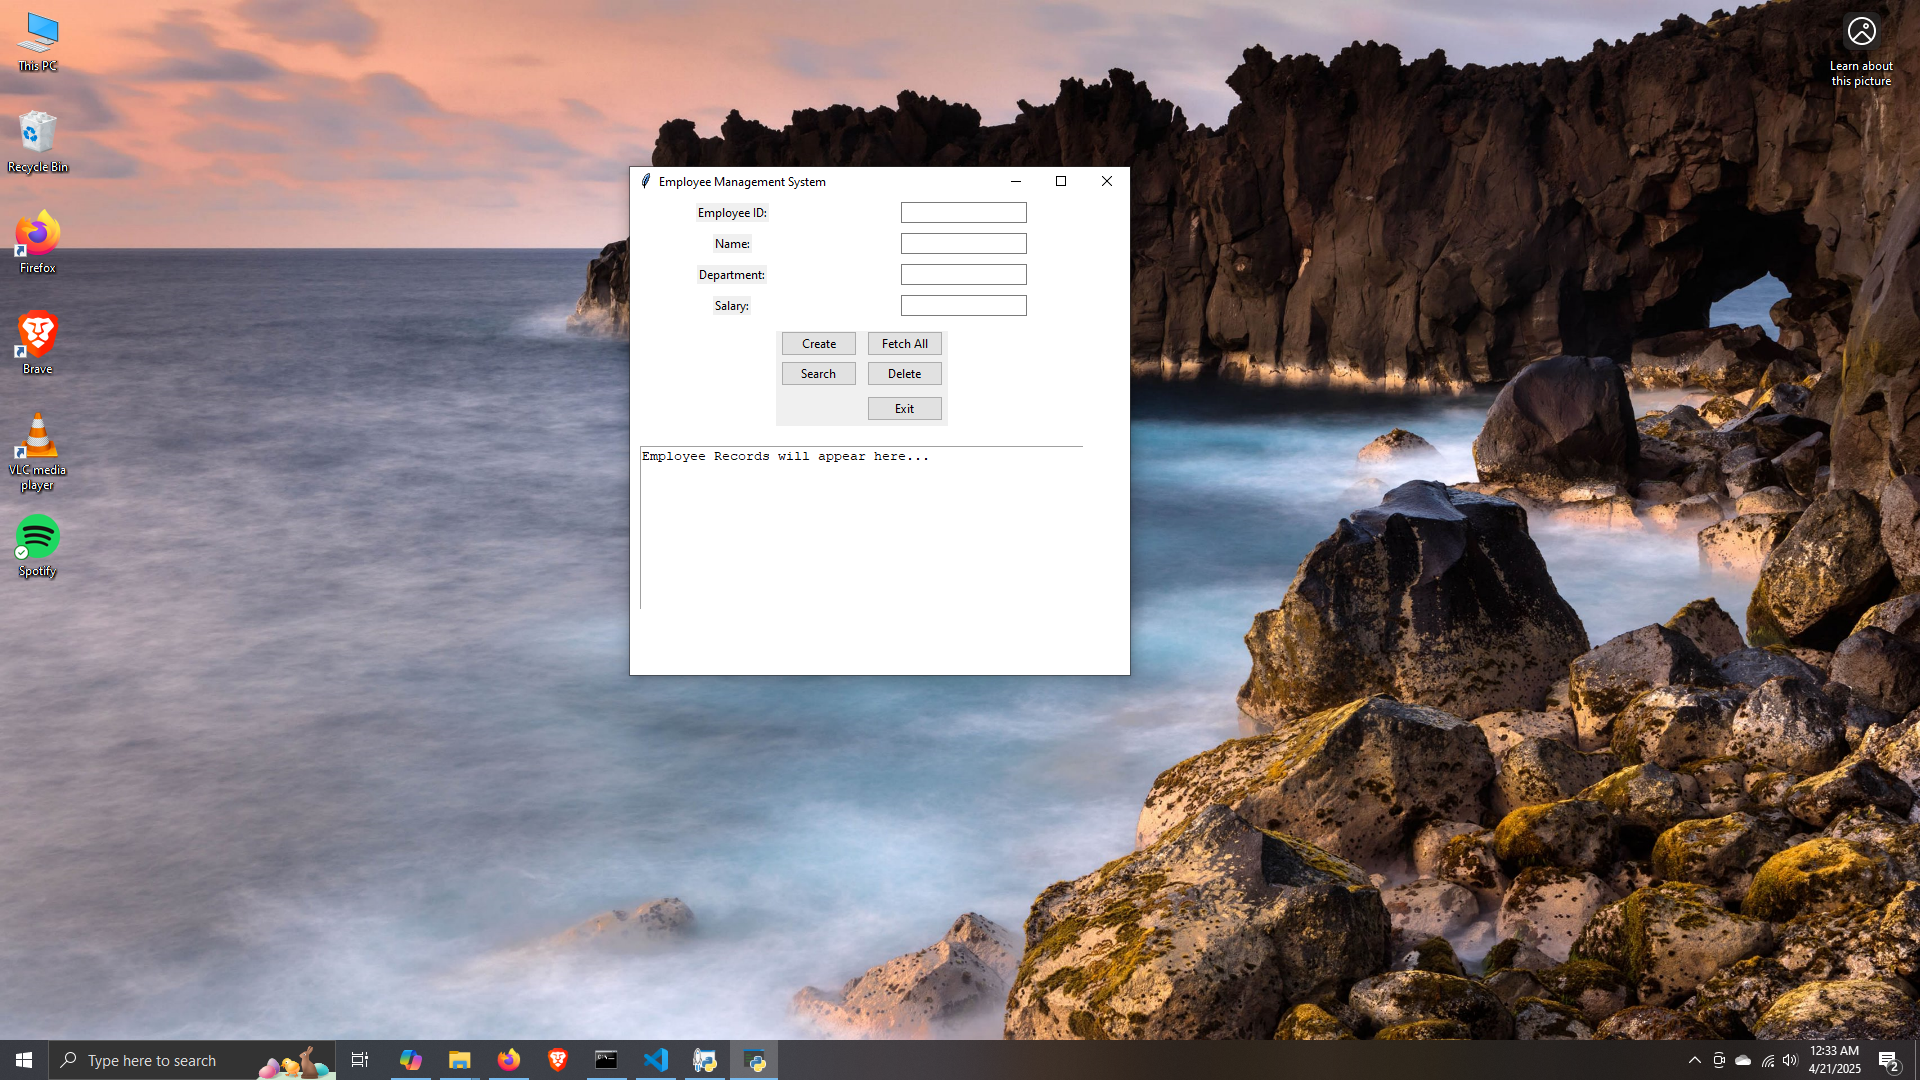 This PC
Recycle Bin
Firefox
Brave
VLC media
player
Spotify
Learn about
this picture
Employee Management System
Employee ID:
Name:
Department:
Salary:
Create
Fetch All
Search
Delete
Exit
Employee Records will appear here...
Type here to search
12:33 AM
4/21/2025
2